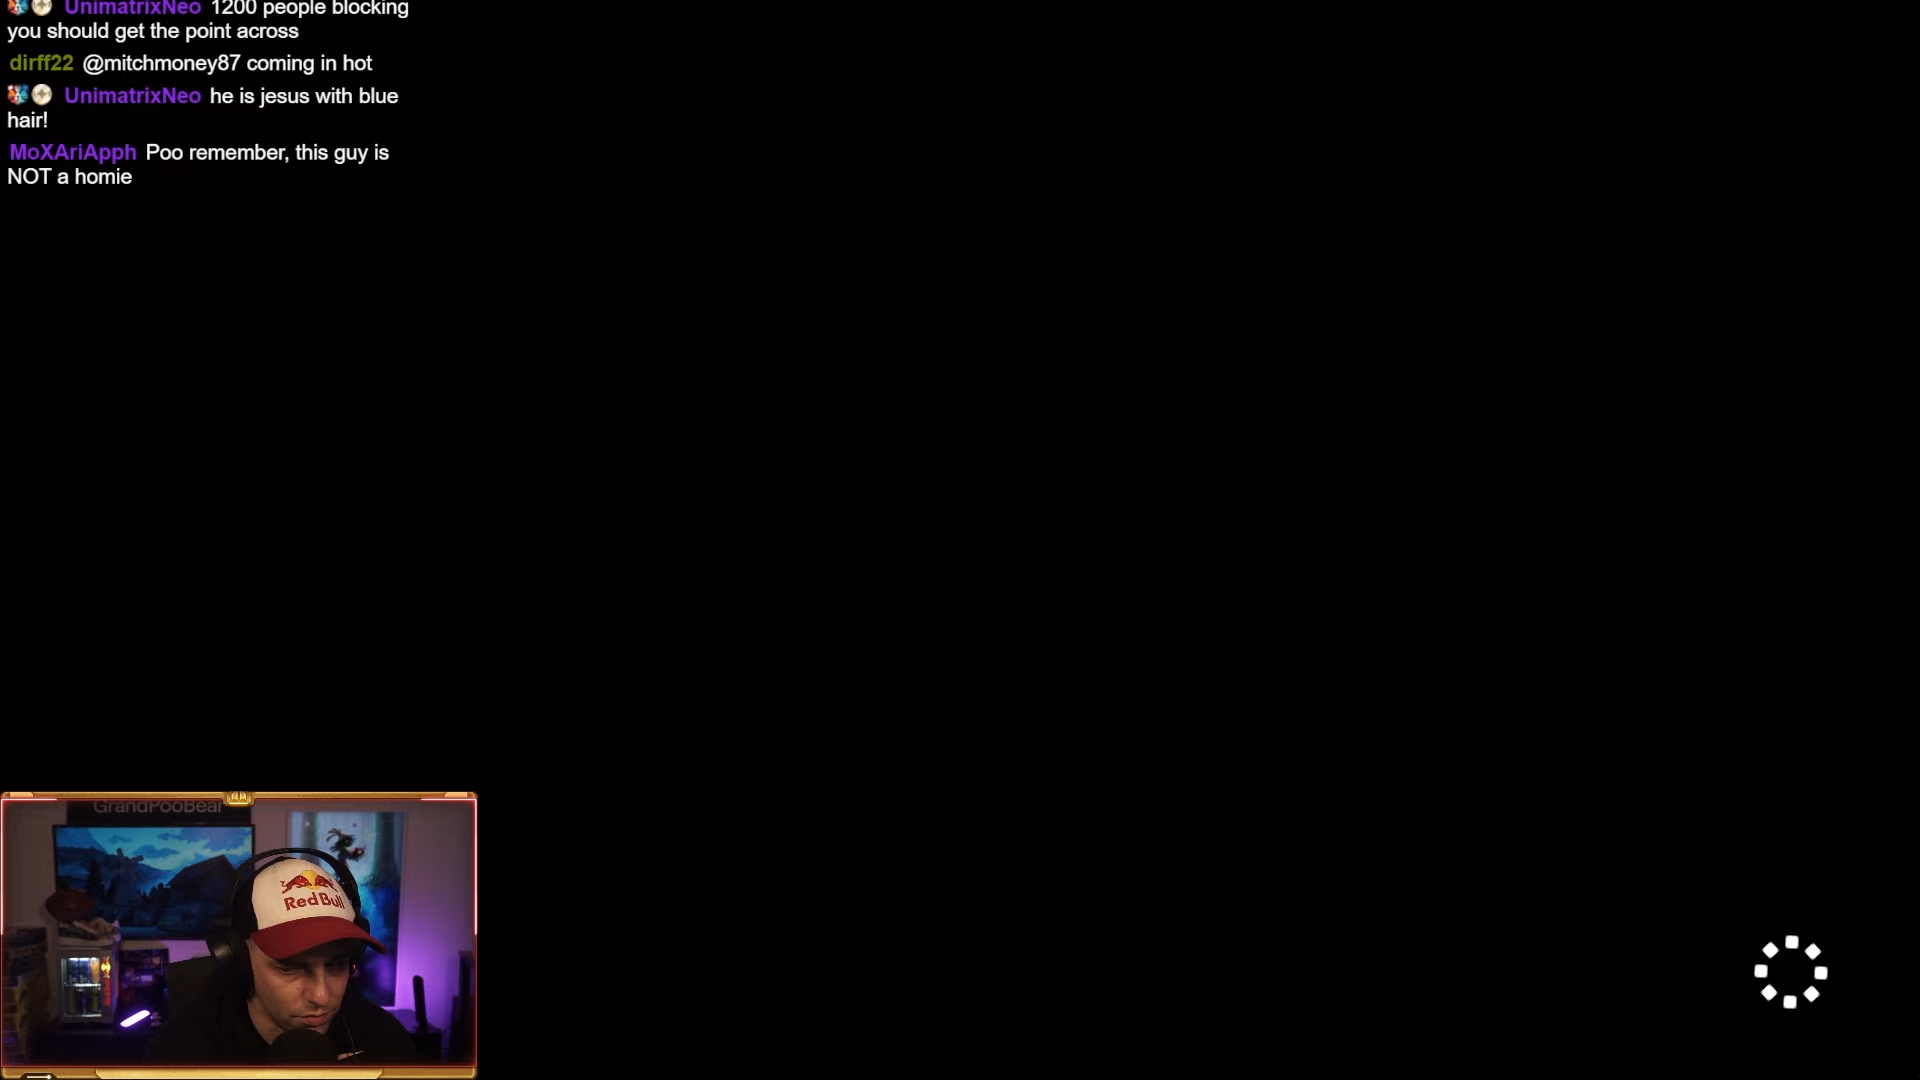 UnimatrixNeo 1200 people blocking
you should get the point across
dirff22 @mitchmoney87 coming in hot
UnimatrixNeo he is jesus with blue
hair!
MoXAriApph Poo remember, this guy is
NOT a homie
GrandPooBear
Red Bull